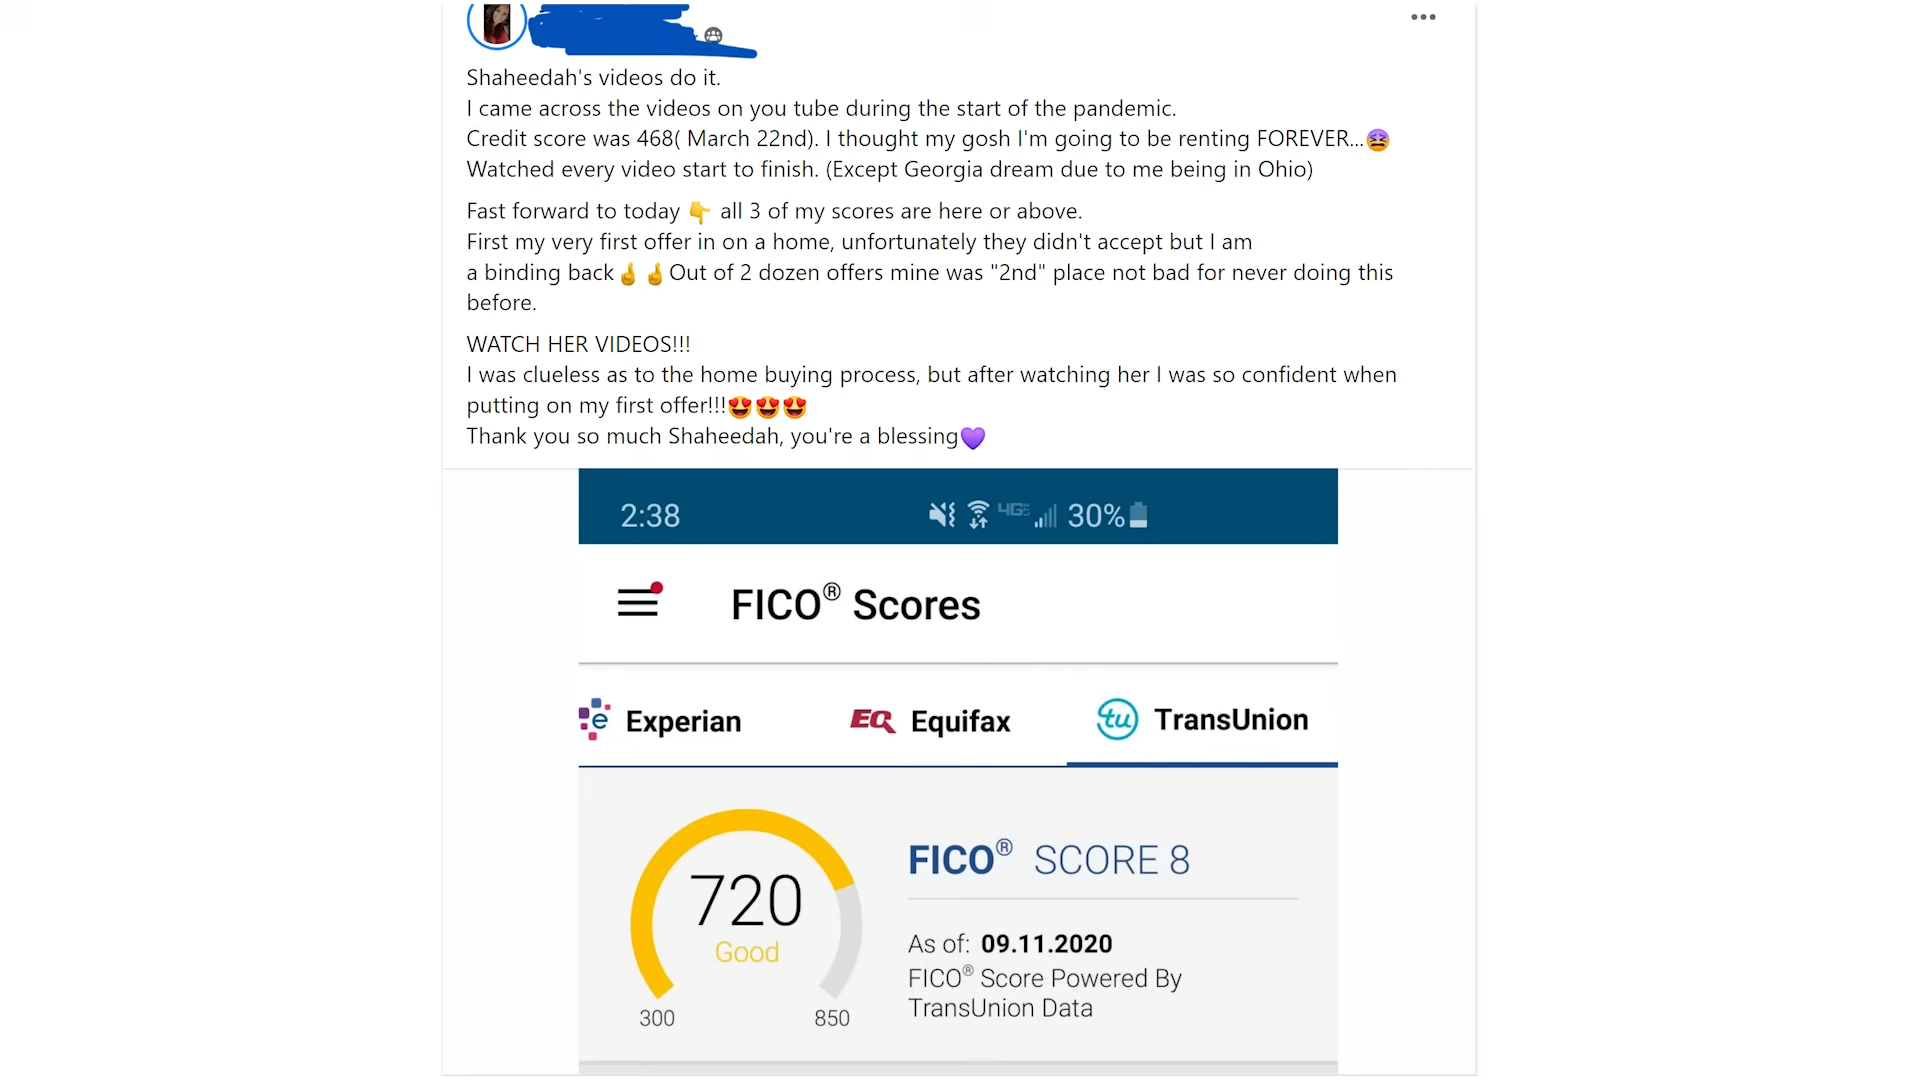 Shaheedah's videos do it.
I came across the videos on you tube during the start of the pandemic.
Credit score was 468( March 22nd). I thought my gosh I'm going to be renting FOREVER...😫
Watched every video start to finish. (Except Georgia dream due to me being in Ohio)
Fast forward to today 👇 all 3 of my scores are here or above.
First my very first offer in on a home, unfortunately they didn't accept but I am
a binding back🤞🤞Out of 2 dozen offers mine was "2nd" place not bad for never doing this
before.
WATCH HER VIDEOS!!!
I was clueless as to the home buying process, but after watching her I was so confident when
putting on my first offer!!!😍😍😍
Thank you so much Shaheedah, you're a blessing💜
2:38 4G 30%
FICO® Scores
e Experian EQ Equifax tu TransUnion
720
Good
300 850
FICO® SCORE 8
As of: 09.11.2020
FICO® Score Powered By
TransUnion Data